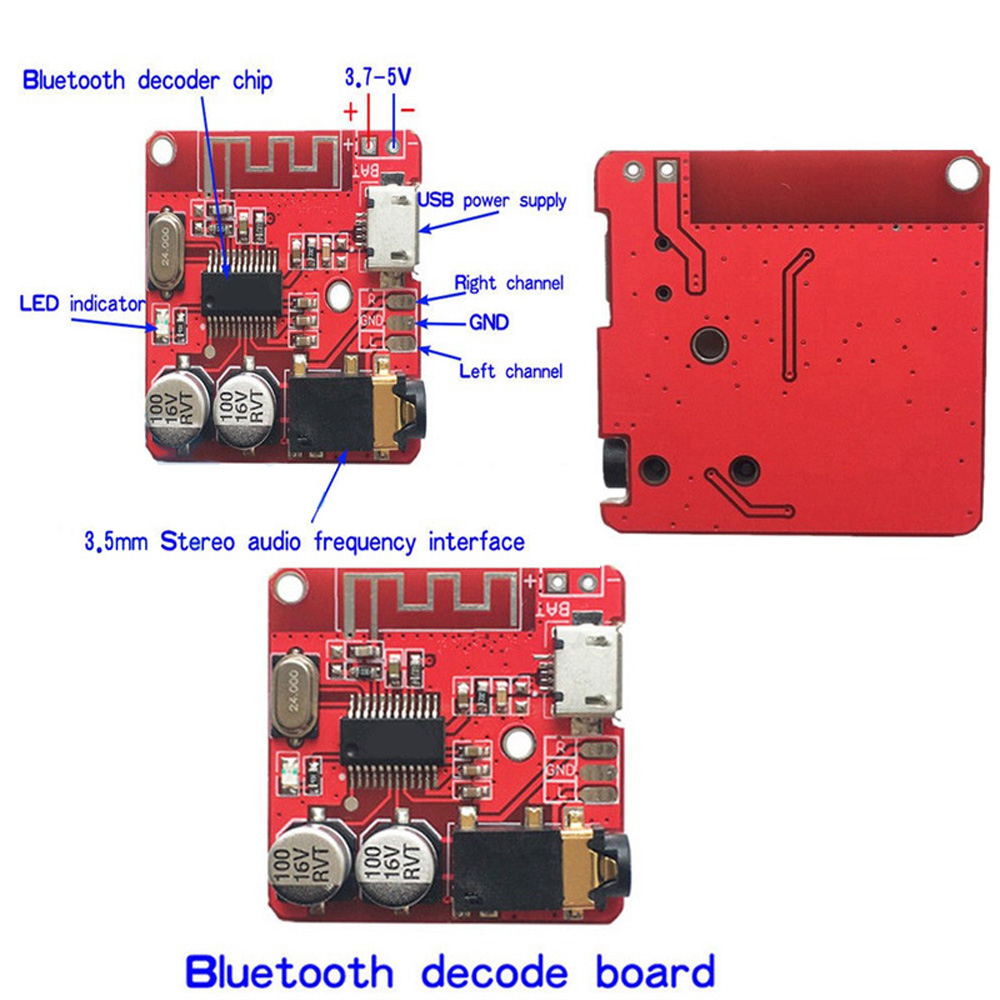 Bluetooth decoder chip
3.7-5V
+ -
+ -
BAT
USB power supply
24.000
Right channel
R
LED indicator
GND
GND
L
Left channel
100
16V
RVT
100
16V
RVT
3.5mm Stereo audio frequency interface
+ -
BAT
24.000
R
GND
L
100
16V
RVT
100
16V
RVT
Bluetooth decode board